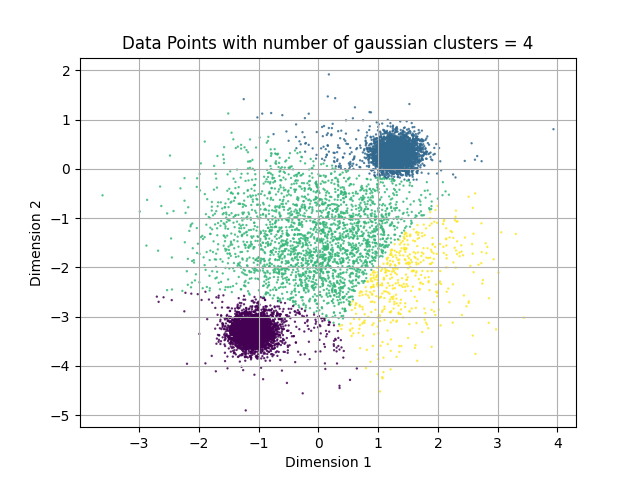 Data Points with number of gaussian clusters = 4
2
1
0
−1
−2
−3
−4
−5
Dimension 2
−3 −2 −1 0 1 2 3 4
Dimension 1